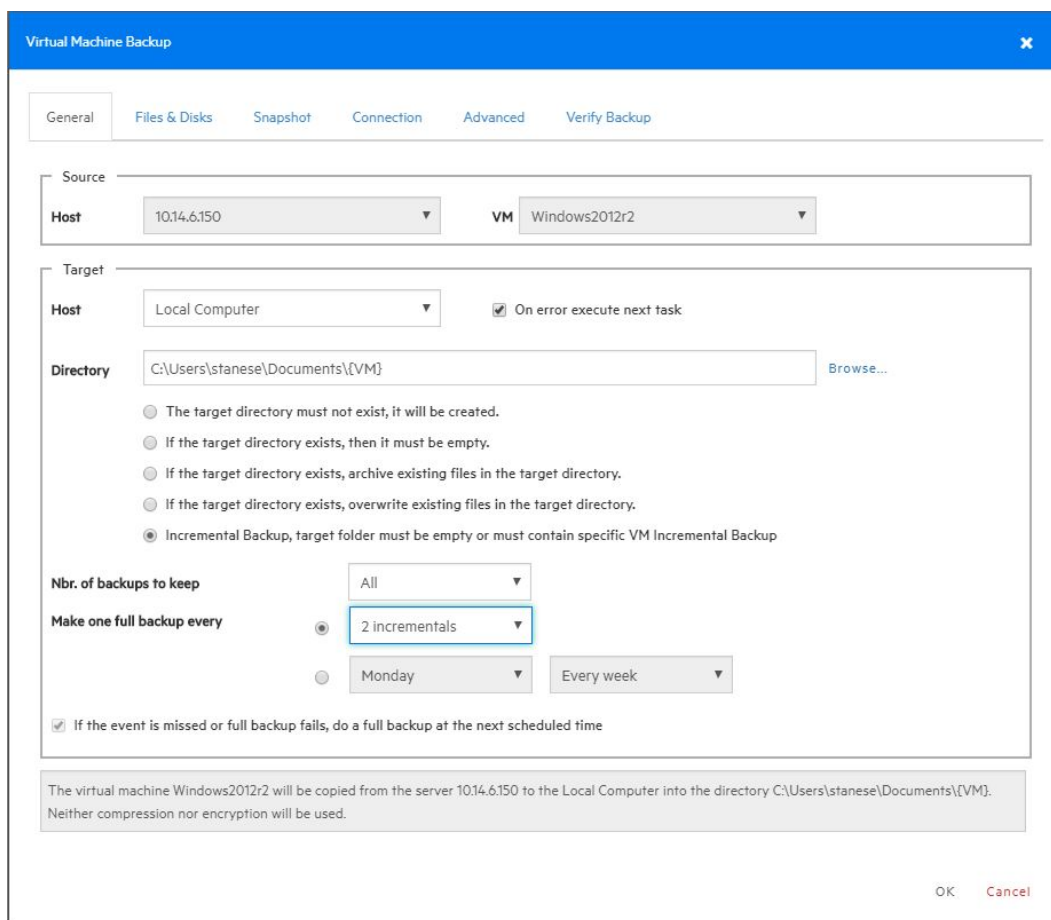 Virtual Machine Backup
General Files & Disks Snapshot Connection Advanced Verify Backup
Source
Host 10.14.6.150 VM Windows2012r2
Target
Host Local Computer On error execute next task
Directory C:\Users\stanese\Documents\{VM} Browse...
The target directory must not exist, it will be created.
If the target directory exists, then it must be empty.
If the target directory exists, archive existing files in the target directory.
If the target directory exists, overwrite existing files in the target directory.
Incremental Backup, target folder must be empty or must contain specific VM Incremental Backup
Nbr. of backups to keep All
Make one full backup every 2 incrementals
Monday Every week
If the event is missed or full backup fails, do a full backup at the next scheduled time
The virtual machine Windows2012r2 will be copied from the server 10.14.6.150 to the Local Computer into the directory C:\Users\stanese\Documents\{VM}.
Neither compression nor encryption will be used.
OK Cancel